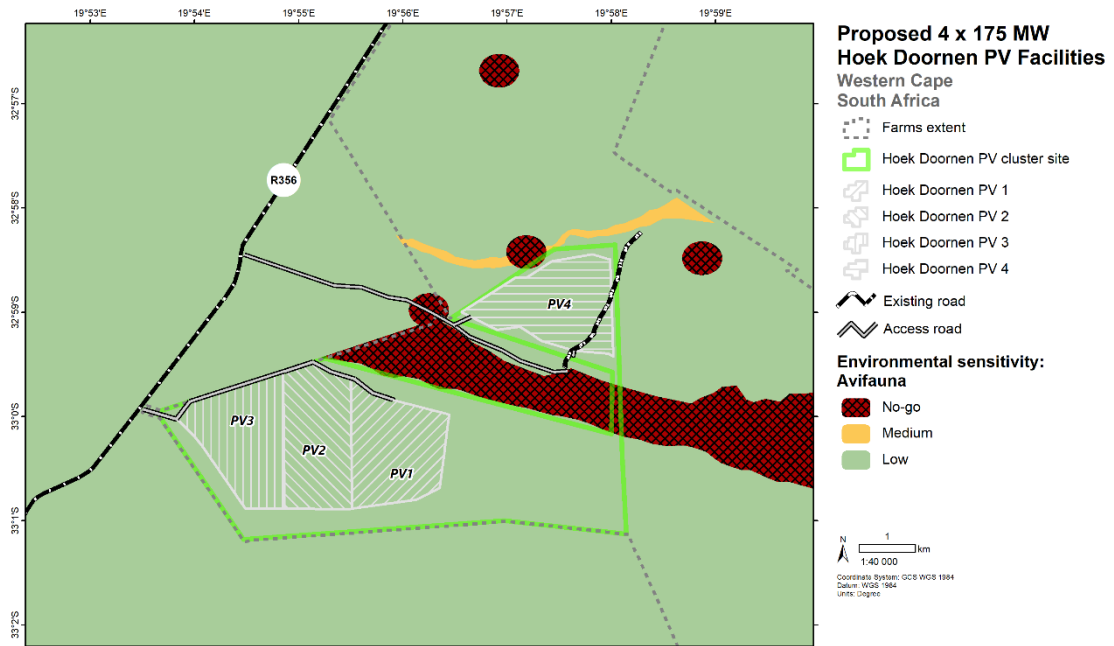 19°53'E
19°54'E
19°55'E
19°56'E
19°57'E
19°58'E
19°59'E
32°57'S
32°58'S
32°59'S
33°0'S
33°1'S
33°2'S
R356
PV4
PV3
PV2
PV1
Proposed 4 x 175 MW
Hoek Doornen PV Facilities
Western Cape
South Africa
Farms extent
Hoek Doornen PV cluster site
Hoek Doornen PV 1
Hoek Doornen PV 2
Hoek Doornen PV 3
Hoek Doornen PV 4
Existing road
Access road
Environmental sensitivity:
Avifauna
No-go
Medium
Low
N
1
km
1:40 000
Coordinate System: GCS WGS 1984
Datum: WGS 1984
Units: Degree